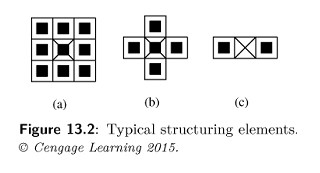 (a) (b) (c)
Figure 13.2: Typical structuring elements.
© Cengage Learning 2015.